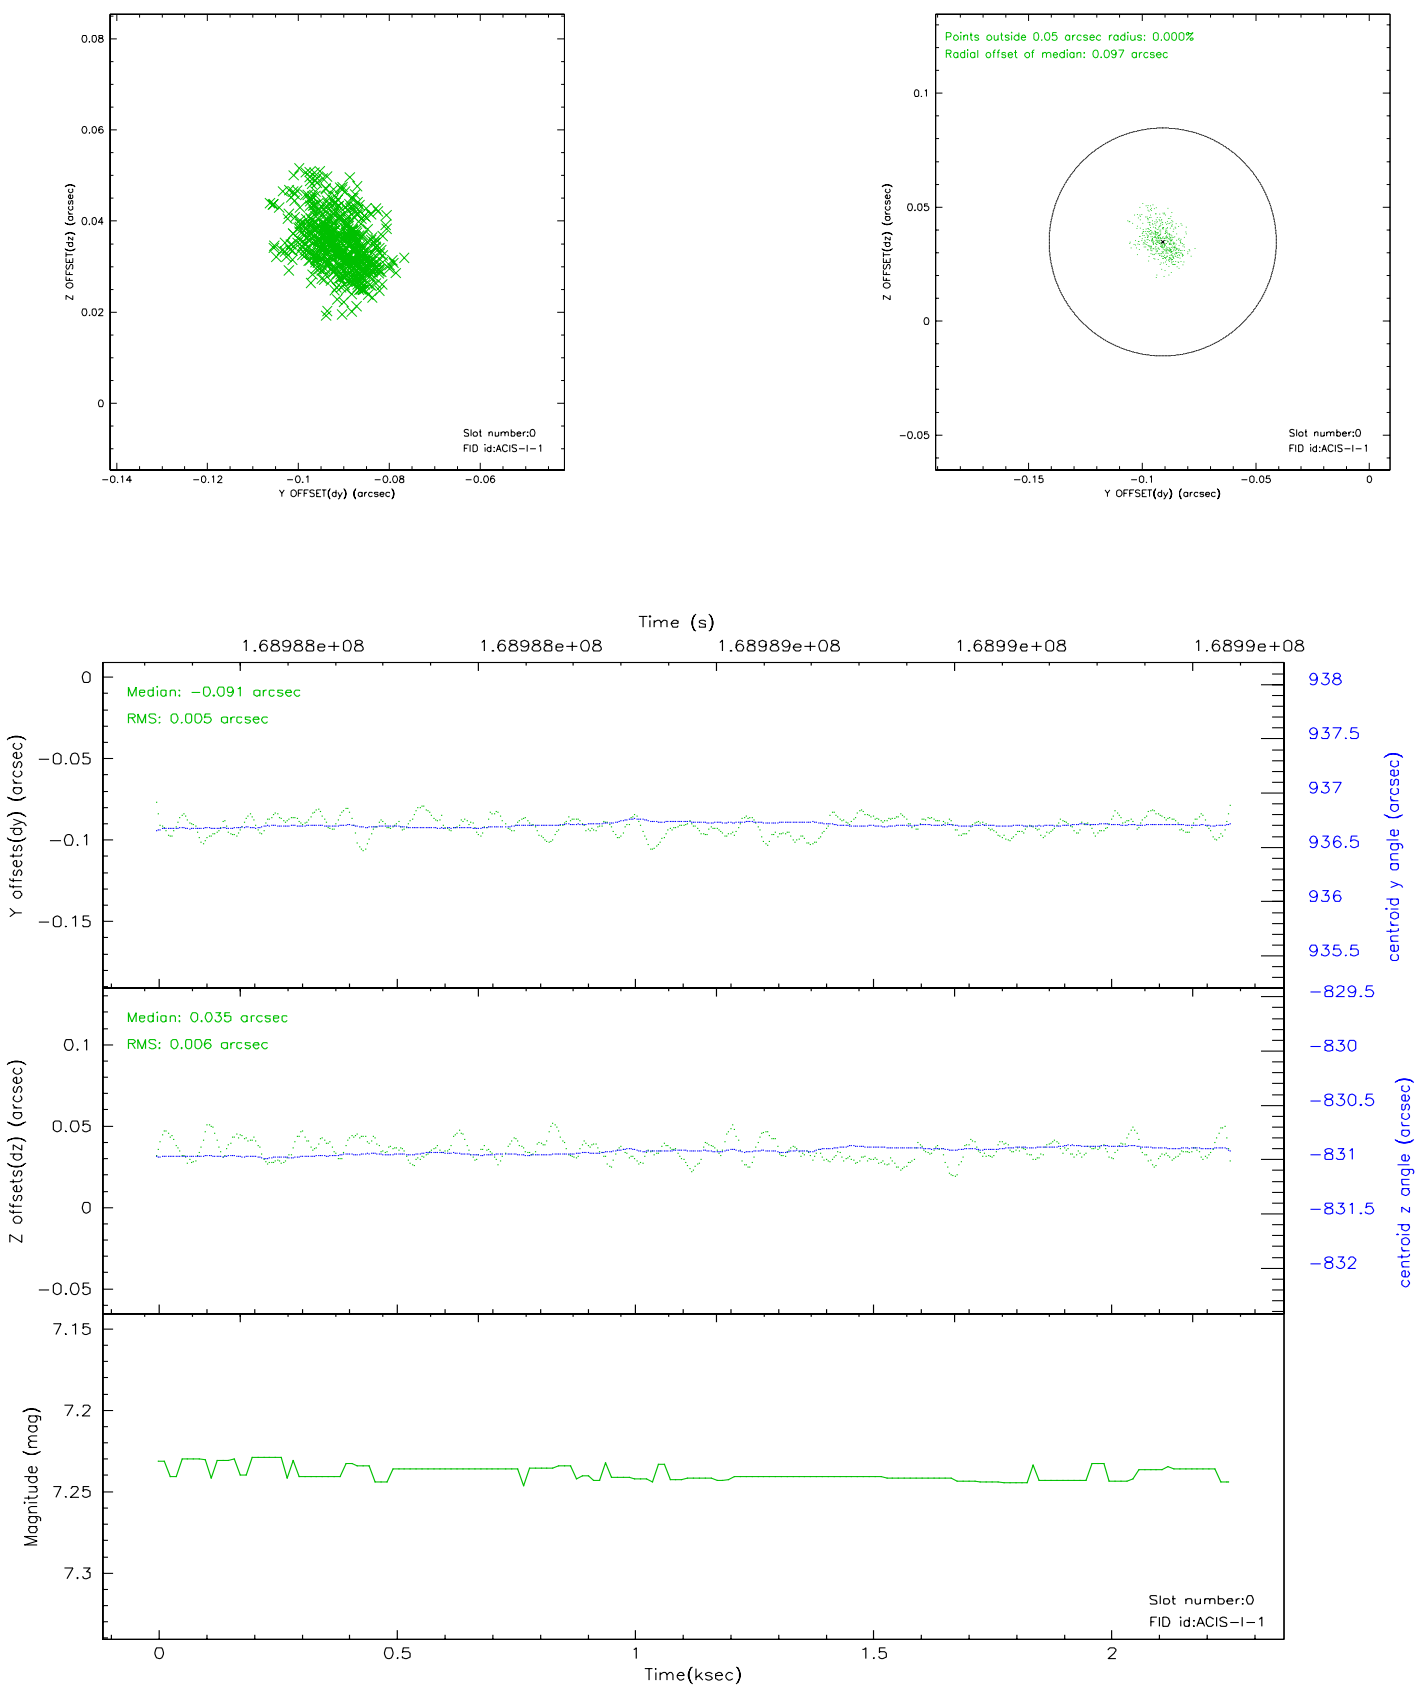 0.08
0.06
0.04
0.02
0
Z OFFSET(dz) (arcsec)
Slot number:0
FID id:ACIS-I-1
-0.14 -0.12 -0.1 -0.08 -0.06
Y OFFSET(dy) (arcsec)
Points outside 0.05 arcsec radius: 0.000%
Radial offset of median: 0.097 arcsec
0.1
0.05
0
-0.05
Z OFFSET(dz) (arcsec)
Slot number:0
FID id:ACIS-I-1
-0.15 -0.1 -0.05 0
Y OFFSET(dy) (arcsec)
Time (s)
1.68988e+08 1.68988e+08 1.68989e+08 1.6899e+08 1.6899e+08
Median: -0.091 arcsec
RMS: 0.005 arcsec
0
-0.05
-0.1
-0.15
Y offsets(dy) (arcsec)
938
937.5
937
936.5
936
935.5
centroid y angle (arcsec)
Median: 0.035 arcsec
RMS: 0.006 arcsec
0.1
0.05
0
-0.05
Z offsets(dz) (arcsec)
-829.5
-830
-830.5
-831
-831.5
-832
centroid z angle (arcsec)
7.15
7.2
7.25
7.3
Magnitude (mag)
Slot number:0
FID id:ACIS-I-1
0 0.5 1 1.5 2
Time(ksec)